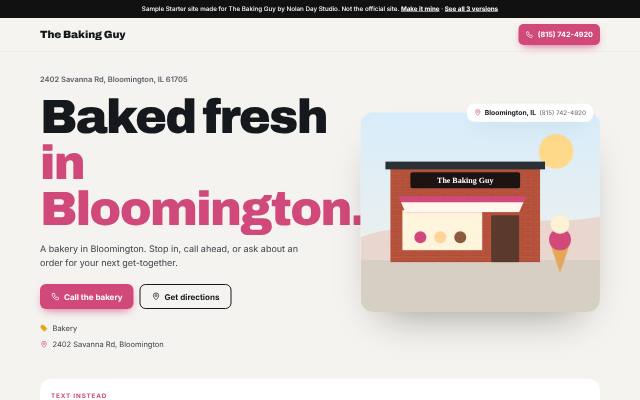 Sample Starter site made for The Baking Guy by Nolan Day Studio. Not the official site. Make it mine · See all 3 versions
The Baking Guy
(815) 742-4920
2402 Savanna Rd, Bloomington, IL 61705
Baked fresh
in
Bloomington.
Bloomington, IL (815) 742-4920
The Baking Guy
A bakery in Bloomington. Stop in, call ahead, or ask about an
order for your next get-together.
Call the bakery
Get directions
Bakery
2402 Savanna Rd, Bloomington
TEXT INSTEAD